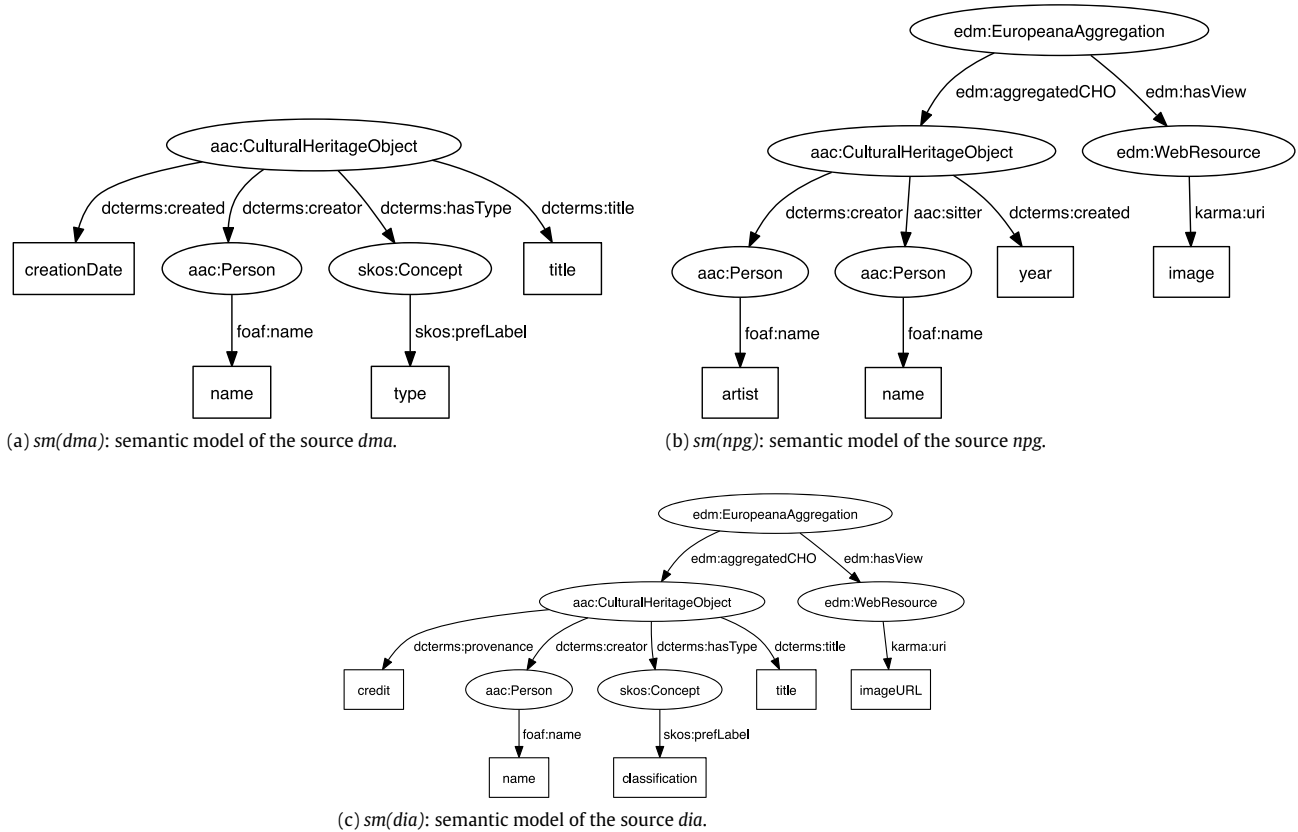 aac:CulturalHeritageObject
dcterms:created
dcterms:creator
dcterms:hasType
dcterms:title
creationDate
aac:Person
skos:Concept
title
foaf:name
skos:prefLabel
name
type
(a) sm(dma): semantic model of the source dma.
edm:EuropeanaAggregation
edm:aggregatedCHO
edm:hasView
aac:CulturalHeritageObject
edm:WebResource
dcterms:creator
aac:sitter
dcterms:created
karma:uri
aac:Person
aac:Person
year
image
foaf:name
foaf:name
artist
name
(b) sm(npg): semantic model of the source npg.
edm:EuropeanaAggregation
edm:aggregatedCHO
edm:hasView
aac:CulturalHeritageObject
edm:WebResource
dcterms:provenance
dcterms:creator
dcterms:hasType
dcterms:title
karma:uri
credit
aac:Person
skos:Concept
title
imageURL
foaf:name
skos:prefLabel
name
classification
(c) sm(dia): semantic model of the source dia.